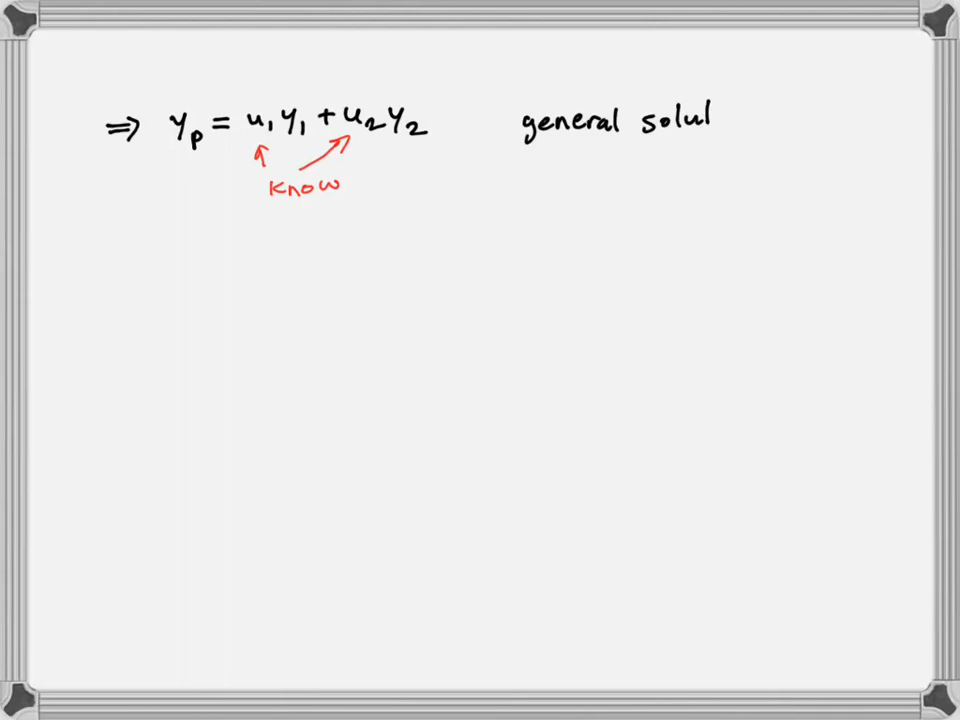 ⇒ yₚ = u₁y₁ + u₂y₂ general solul
know